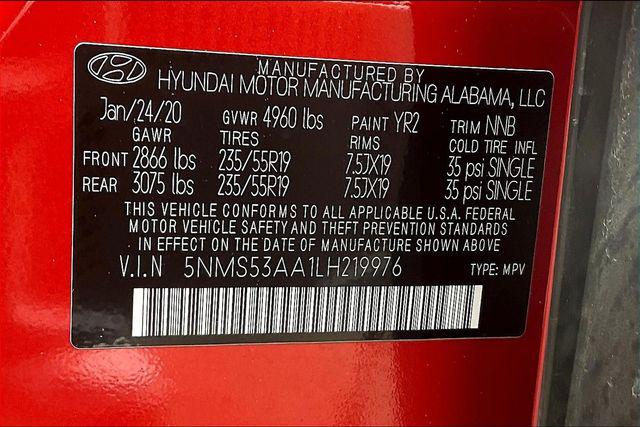 MANUFACTURED BY
HYUNDAI MOTOR MANUFACTURING ALABAMA, LLC
Jan/24/20 GVWR 4960 lbs PAINT YR2 TRIM NNB
GAWR TIRES RIMS COLD TIRE INFL
FRONT 2866 lbs 235/55R19 7.5JX19 35 psi SINGLE
REAR 3075 lbs 235/55R19 7.5JX19 35 psi SINGLE
THIS VEHICLE CONFORMS TO ALL APPLICABLE U.S.A. FEDERAL
MOTOR VEHICLE SAFETY AND THEFT PREVENTION STANDARDS
IN EFFECT ON THE DATE OF MANUFACTURE SHOWN ABOVE
V.I.N 5NMS53AA1LH219976 TYPE: MPV